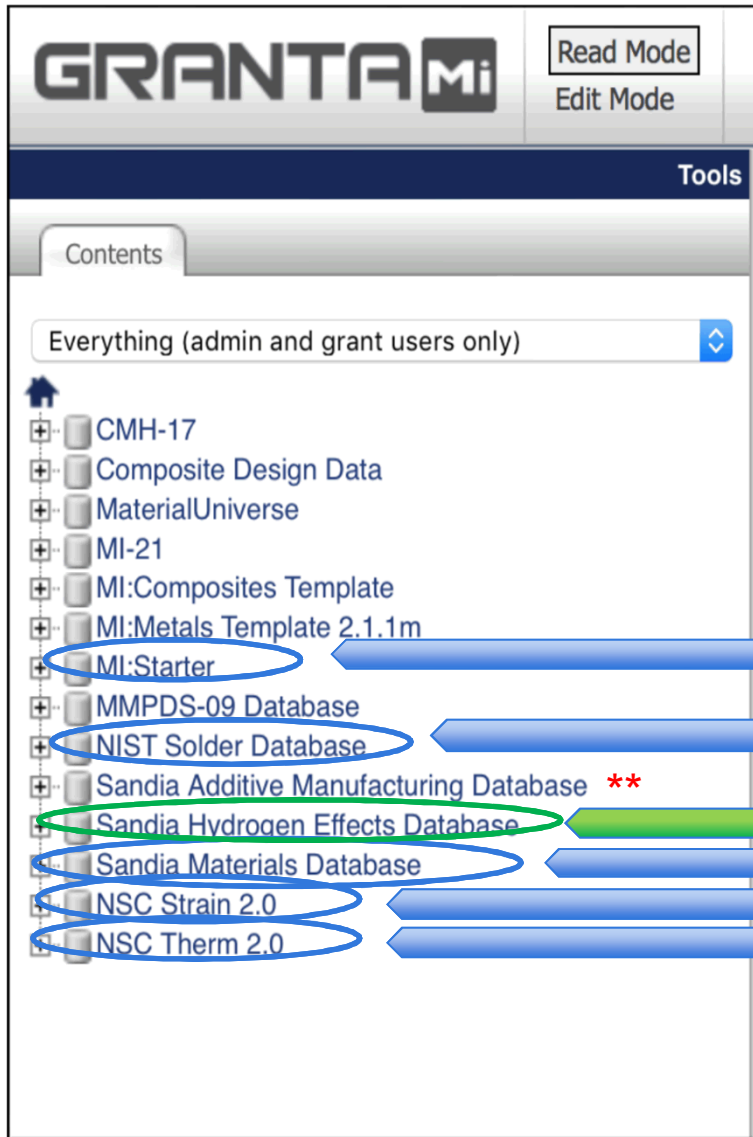 GRANTA Mi
Read Mode
Edit Mode
Tools
Contents
Everything (admin and grant users only)
CMH-17
Composite Design Data
MaterialUniverse
MI-21
MI:Composites Template
MI:Metals Template 2.1.1m
MI:Starter
MMPDS-09 Database
NIST Solder Database
Sandia Additive Manufacturing Database **
Sandia Hydrogen Effects Database
Sandia Materials Database
NSC Strain 2.0
NSC Therm 2.0